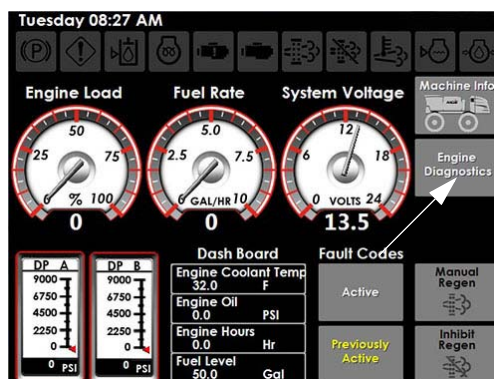 Tuesday 08:27 AM
(P)
Engine Load
Fuel Rate
System Voltage
Machine Info
50
25
75
0
%
100
0
5.0
2.5
7.5
GAL/HR
10
0
12
6
18
0
VOLTS
24
13.5
Engine
Diagnostics
DP A
9000
6750
4500
2250
0
0 PSI
DP B
9000
6750
4500
2250
0
0 PSI
Dash Board
Engine Coolant Temp
32.0 F
Engine Oil
0.0 PSI
Engine Hours
0.0 Hr
Fuel Level
50.0 Gal
Fault Codes
Active
Previously
Active
Manual
Regen
Inhibit
Regen